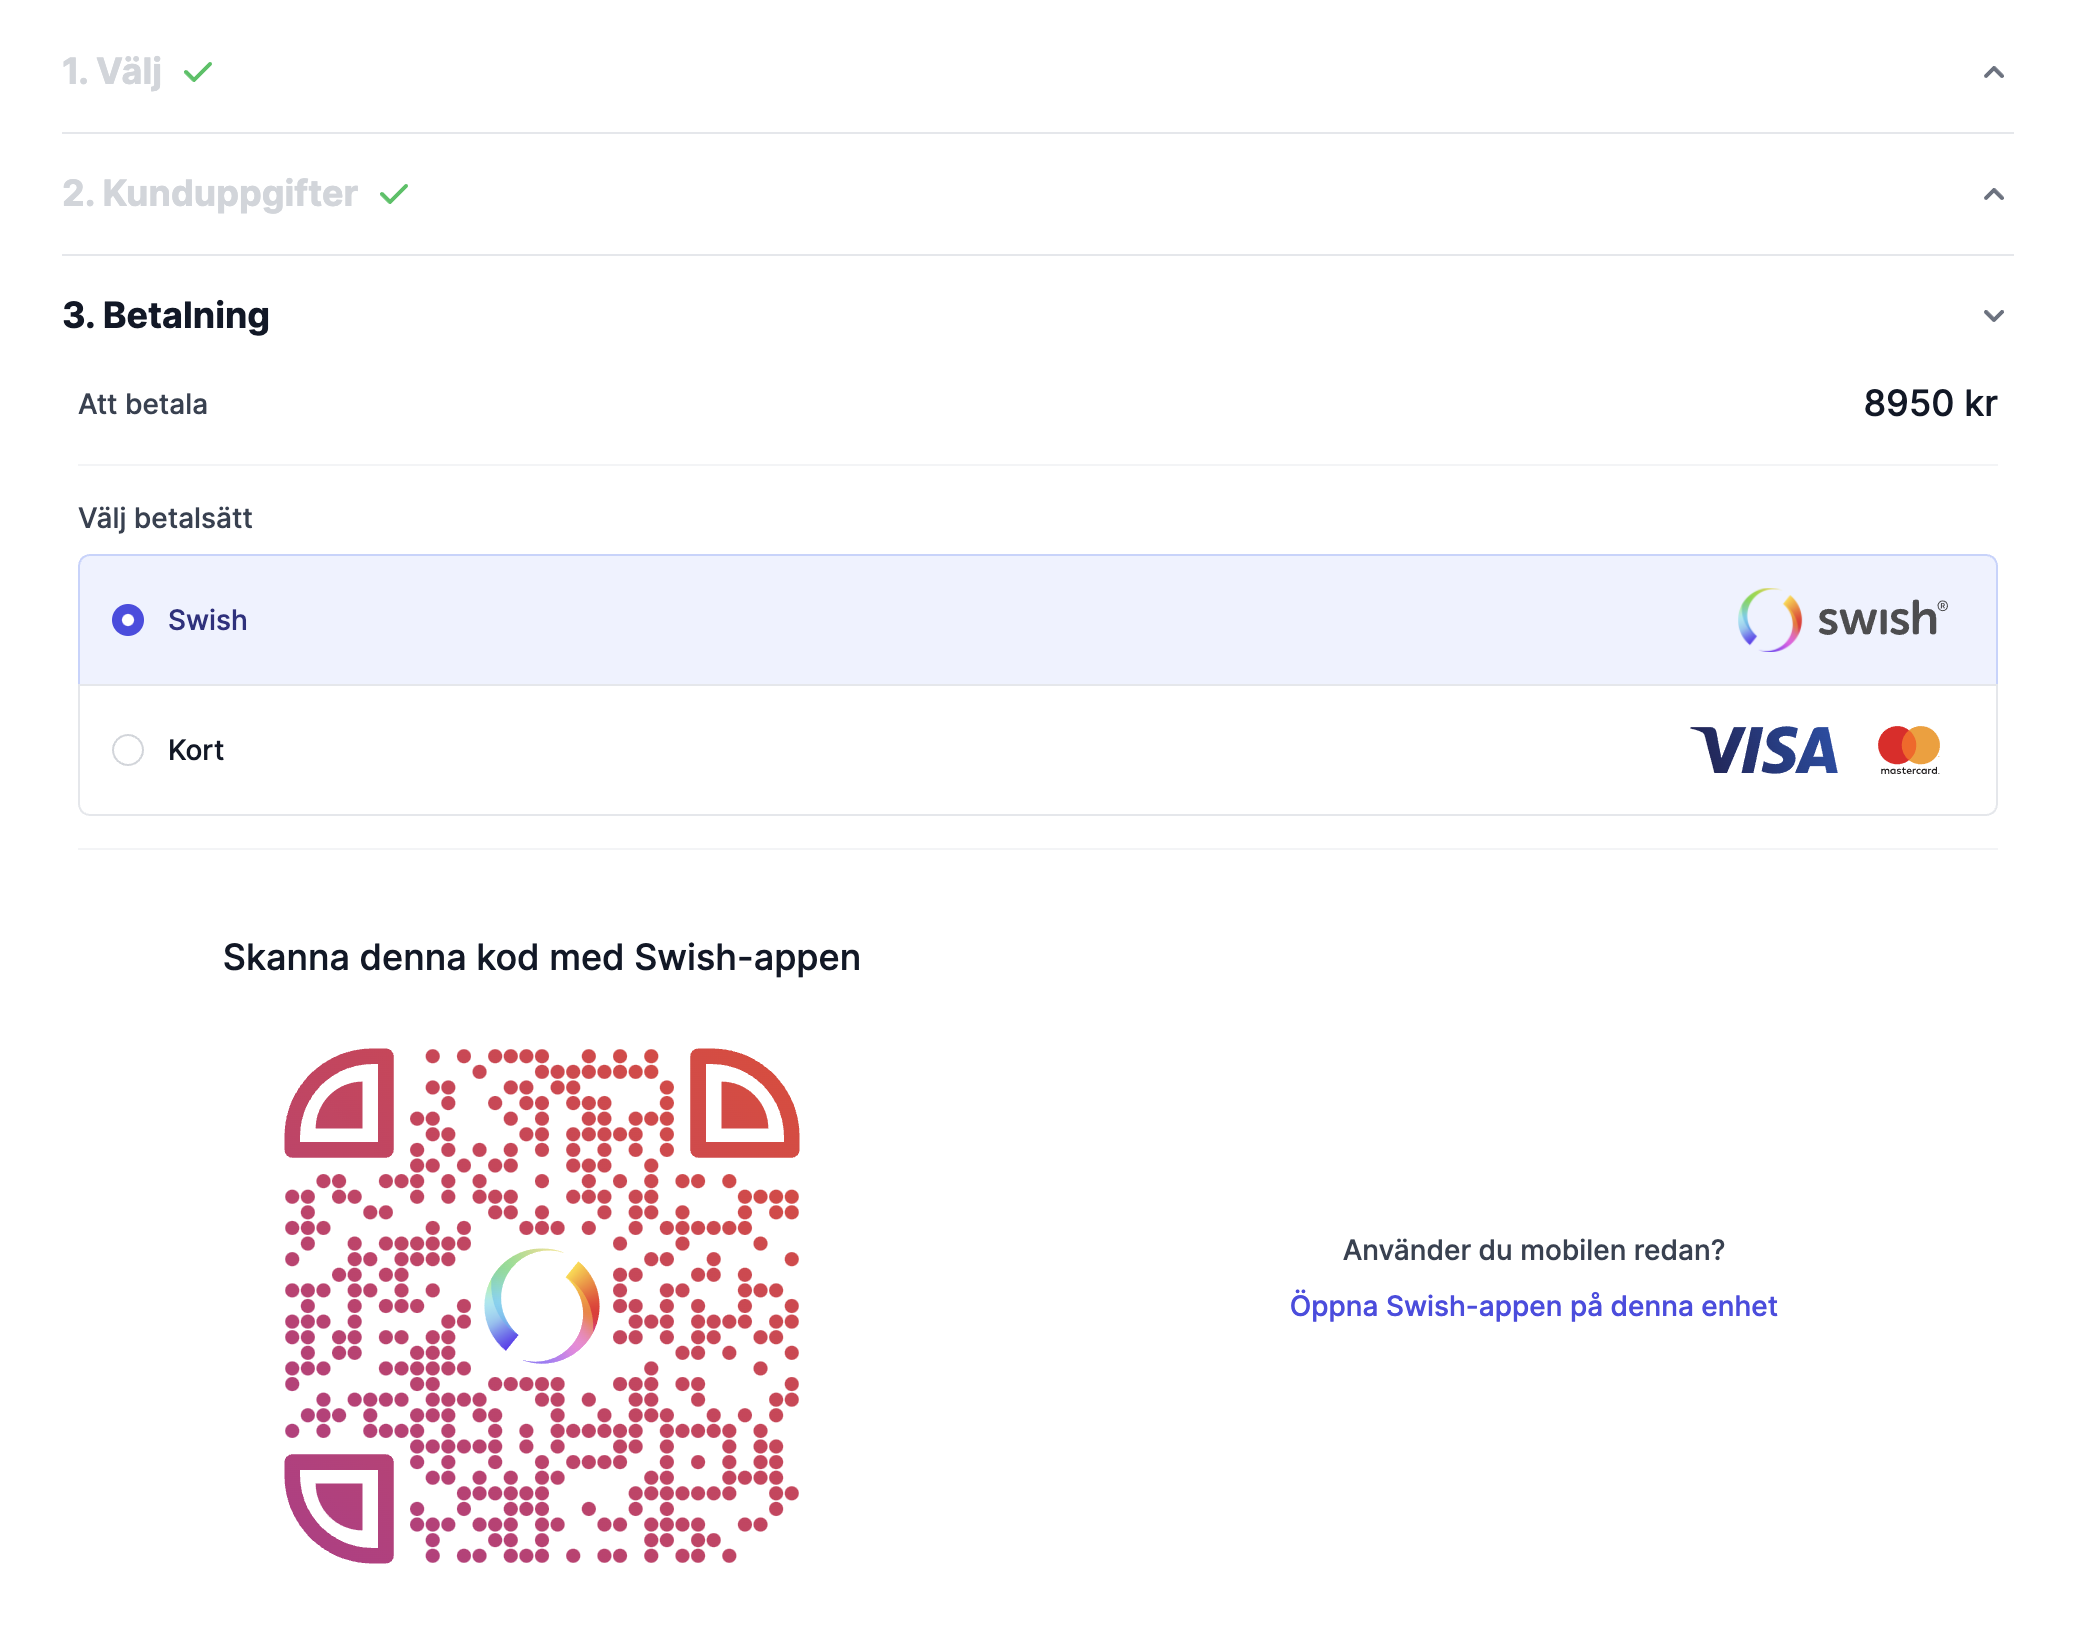 1. Välj
2. Kunduppgifter
3. Betalning
Att betala
8950 kr
Välj betalsätt
Swish
swish®
Kort
VISA
mastercard.
Skanna denna kod med Swish-appen
Använder du mobilen redan?
Öppna Swish-appen på denna enhet